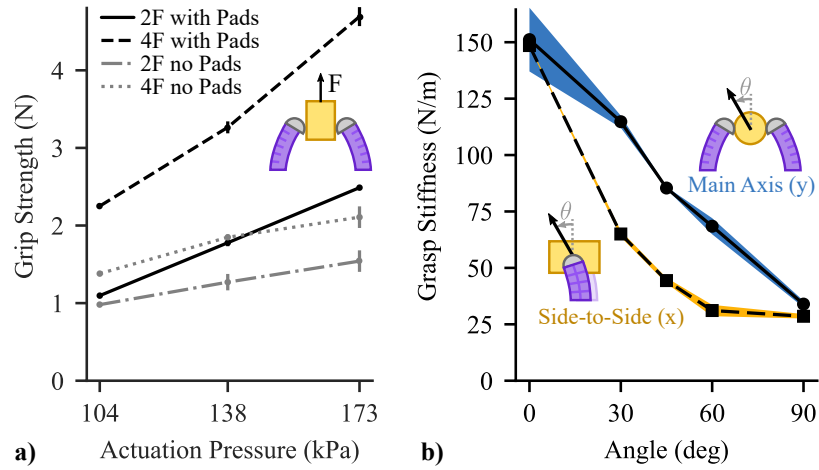 2F with Pads
4F with Pads
2F no Pads
4F no Pads
F
Grip Strength (N)
4
3
2
1
0
104 138 173
Actuation Pressure (kPa)
a)
Grasp Stiffness (N/m)
150
125
100
75
50
25
0
θ
Main Axis (y)
θ
Side-to-Side (x)
0 30 60 90
Angle (deg)
b)